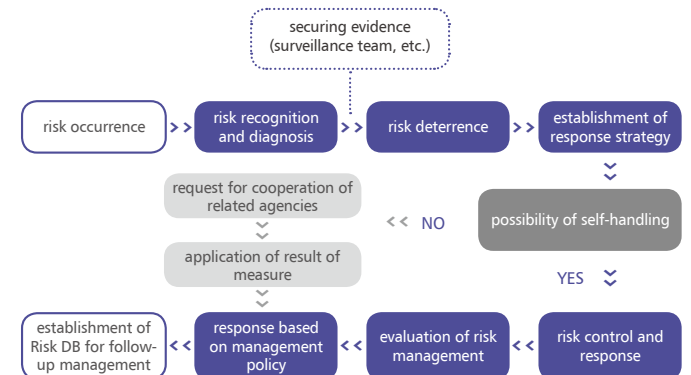 securing evidence
(surveillance team, etc.)
risk occurrence
risk recognition
and diagnosis
risk deterrence
establishment of
response strategy
request for cooperation of
related agencies
NO
possibility of self-handling
application of result of
measure
YES
establishment of
Risk DB for follow-
up management
response based
on management
policy
evaluation of risk
management
risk control and
response